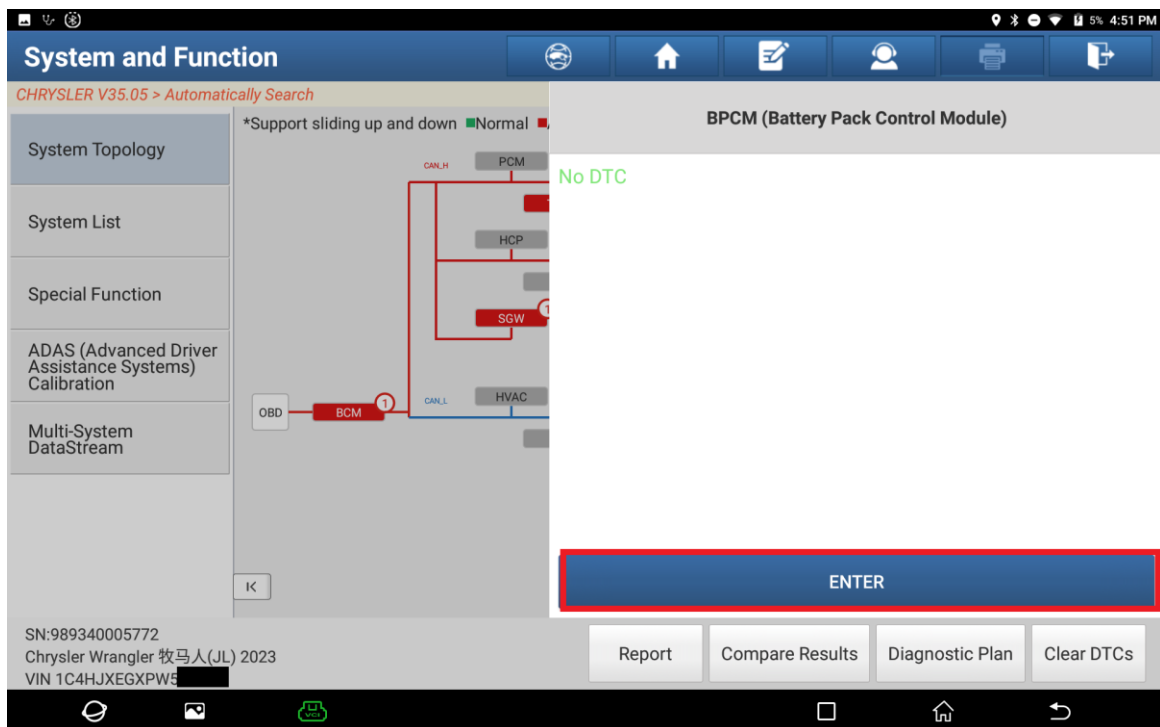 5% 4:51 PM
System and Function
CHRYSLER V35.05 > Automatically Search
System Topology
System List
Special Function
ADAS (Advanced Driver
Assistance Systems)
Calibration
Multi-System
DataStream
*Support sliding up and down Normal
CAN_H
PCM
HCP
SGW
1
OBD
BCM
1
CAN_L
HVAC
BPCM (Battery Pack Control Module)
No DTC
ENTER
SN:989340005772
Chrysler Wrangler 牧马人(JL) 2023
VIN 1C4HJXEGXPW5
Report
Compare Results
Diagnostic Plan
Clear DTCs
VCI